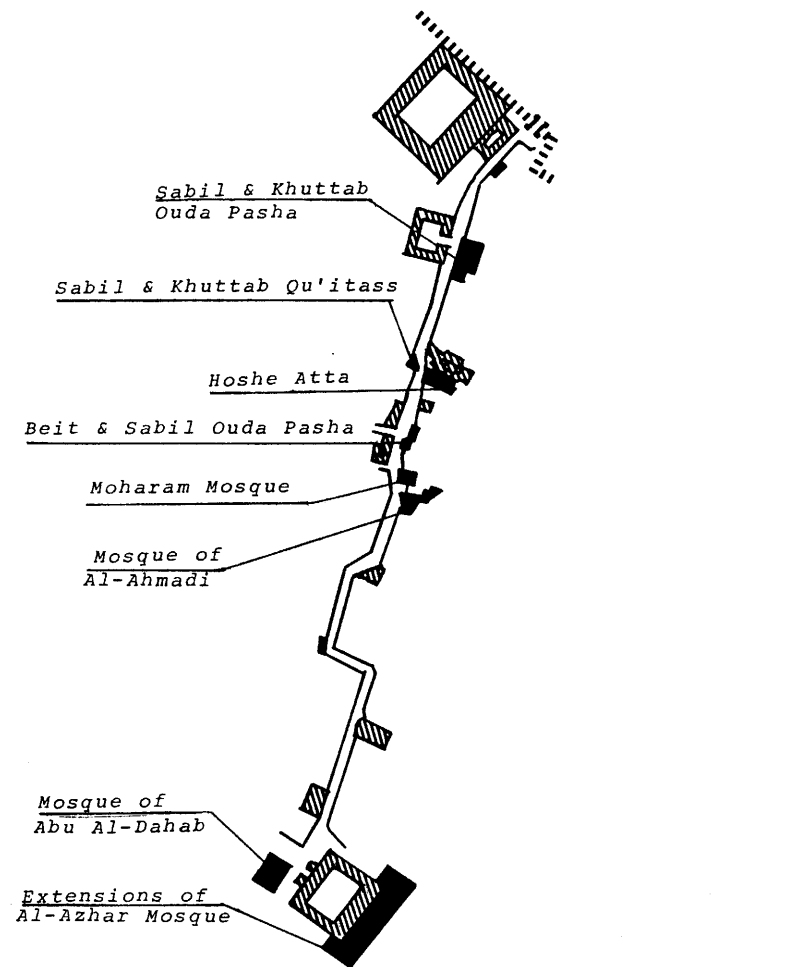 Sabil & Khuttab
Ouda Pasha
Sabil & Khuttab Qu'itass
Hoshe Atta
Beit & Sabil Ouda Pasha
Moharam Mosque
Mosque of
Al-Ahmadi
Mosque of
Abu Al-Dahab
Extensions of
Al-Azhar Mosque